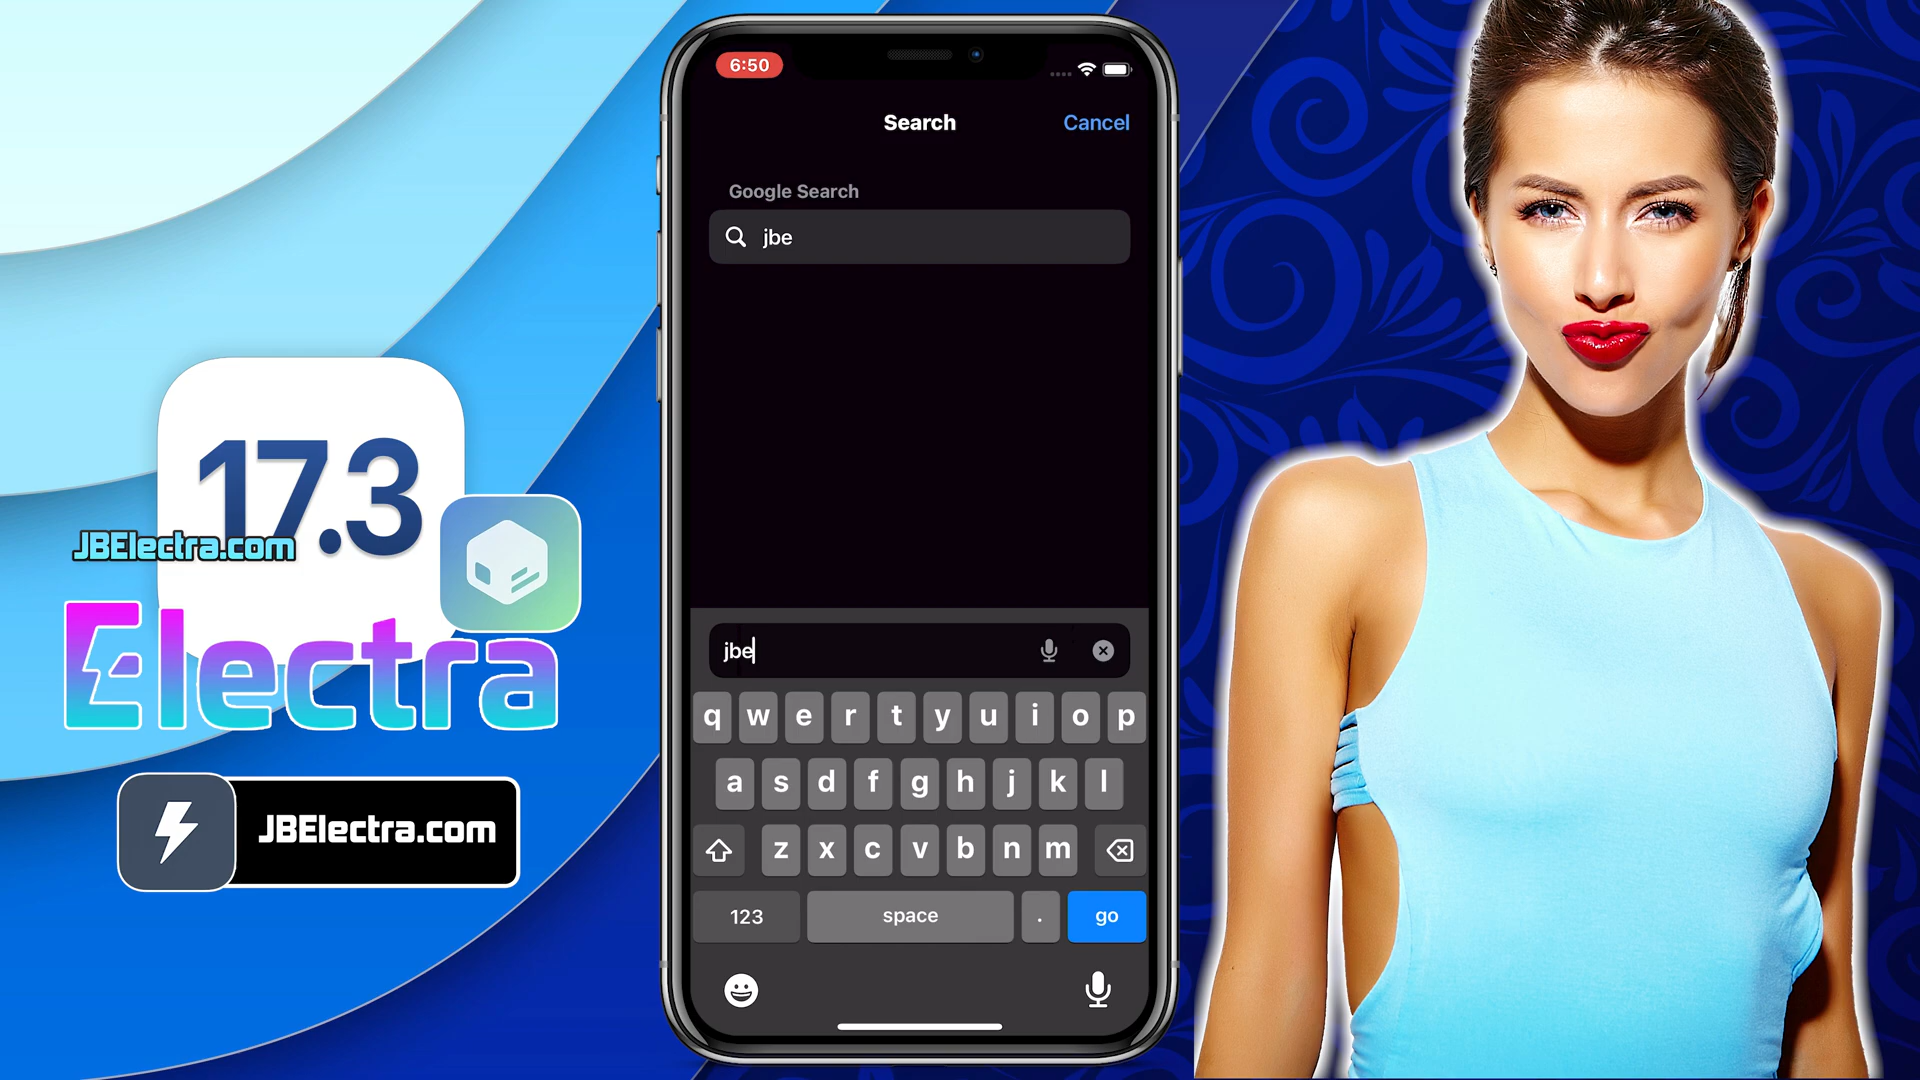 17.3
JBElectra.com
Electra
JBElectra.com
6:50
Search
Cancel
Google Search
jbe
jbe
q w e r t y u i o p
a s d f g h j k l
z x c v b n m
123 space . go